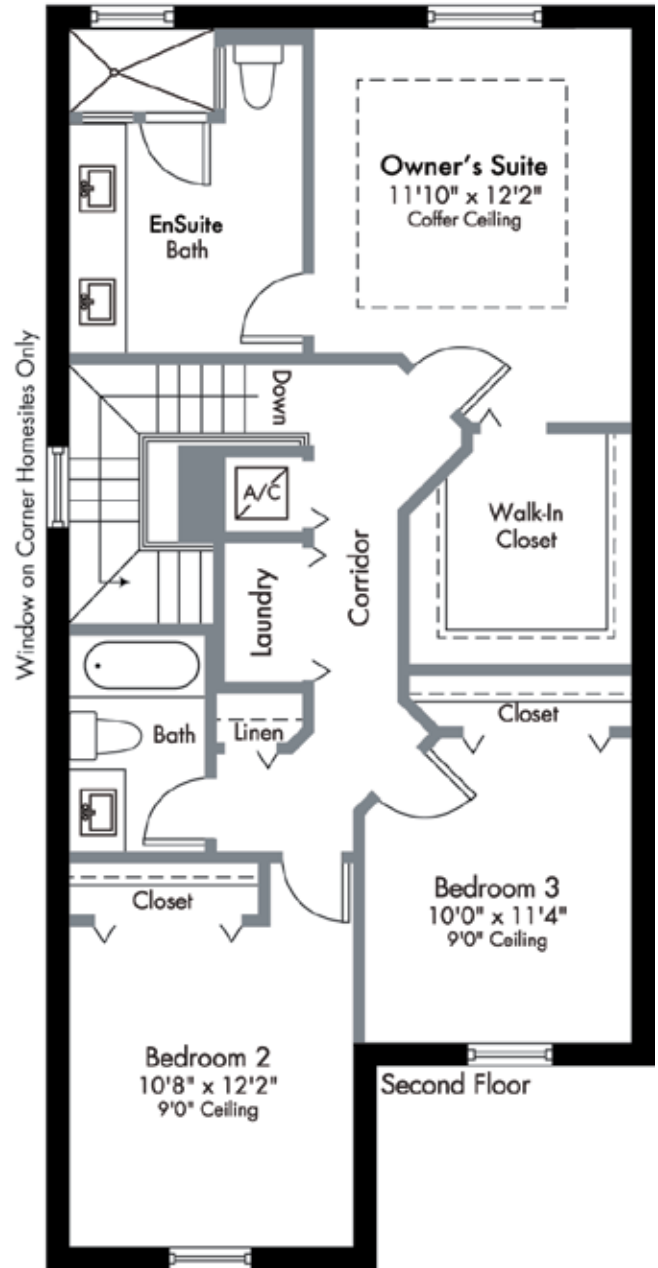 Owner's Suite
11'10" x 12'2"
Coffer Ceiling
EnSuite
Bath
Window on Corner Homesites Only
Down
A/C
Walk-In
Closet
Laundry
Corridor
Closet
Bath
Linen
Closet
Bedroom 3
10'0" x 11'4"
9'0" Ceiling
Bedroom 2
10'8" x 12'2"
9'0" Ceiling
Second Floor